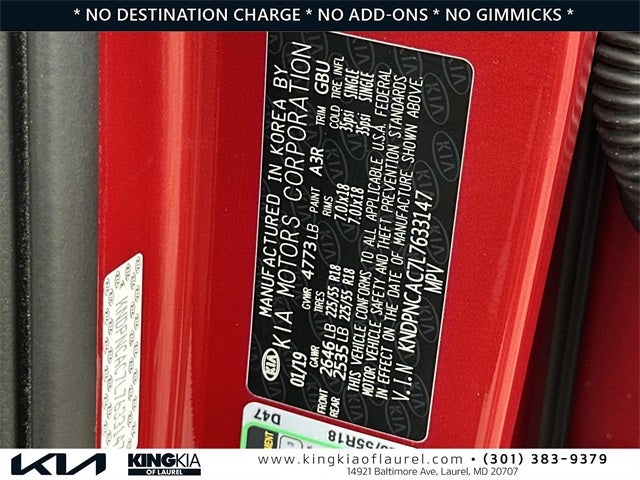 * NO DESTINATION CHARGE * NO ADD-ONS * NO GIMMICKS! *
MANUFACTURED IN KOREA BY
KIA KIA MOTORS CORPORATION
01/19 GVWR 4773 LB PAINT A3R TRIM GBU
GAWR TIRES RIMS COLD TIRE INFL
FRONT 2646 LB 225/55 R18 7.0Jx18 35psi SINGLE
REAR 2535 LB 225/55 R18 7.0Jx18 35psi SINGLE
THIS VEHICLE CONFORMS TO ALL APPLICABLE U.S.A. FEDERAL
MOTOR VEHICLE SAFETY AND THEFT PREVENTION STANDARDS
IN EFFECT ON THE DATE OF MANUFACTURE SHOWN ABOVE.
V.I.N KNDPNCAC7L7633147
MPV
D47
55R18
KIA KING KIA OF LAUREL
www.kingkiaoflaurel.com • (301) 383-9379
14921 Baltimore Ave, Laurel, MD 20707